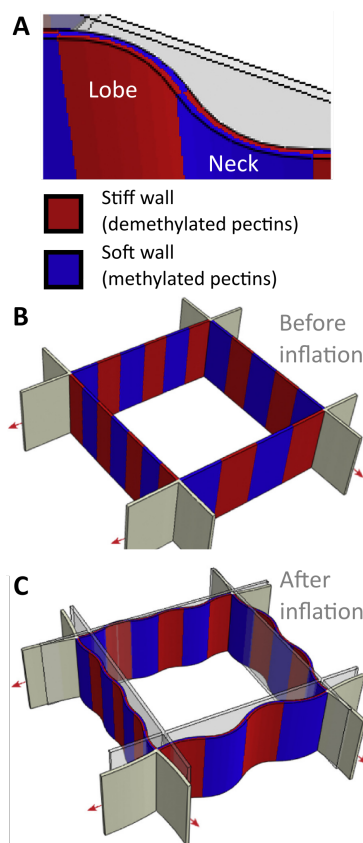 A
Lobe
Neck
Stiff wall
(demethylated pectins)
Soft wall
(methylated pectins)
B
Before
inflation
C
After
inflation